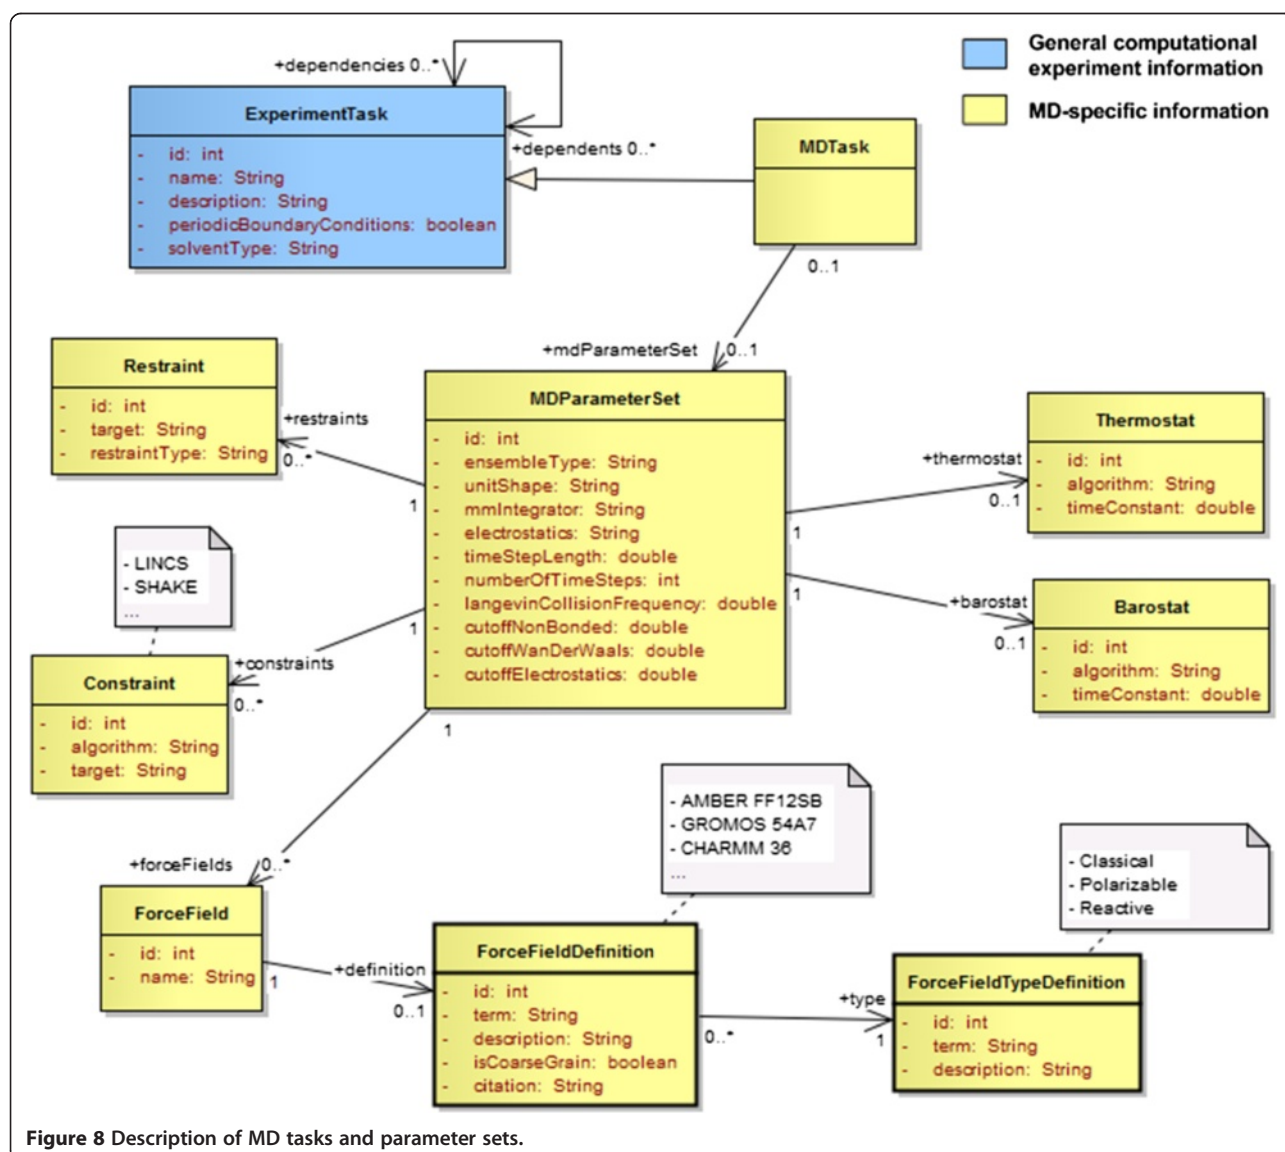 General computational
experiment information
MD-specific information
+dependencies 0..*
ExperimentTask
- id: int
- name: String
- description: String
- periodicBoundaryConditions: boolean
- solventType: String
+dependents 0..*
MDTask
0..1
+mdParameterSet
0..1
Restraint
- id: int
- target: String
- restraintType: String
+restraints
0..*
1
MDParameterSet
- id: int
- ensembleType: String
- unitShape: String
- mmIntegrator: String
- electrostatics: String
- timeStepLength: double
- numberOfTimeSteps: int
- langevinCollisionFrequency: double
- cutoffNonBonded: double
- cutoffWanDerWaals: double
- cutoffElectrostatics: double
Thermostat
- id: int
- algorithm: String
- timeConstant: double
+thermostat
0..1
1
Barostat
- id: int
- algorithm: String
- timeConstant: double
+barostat
0..1
1
- LINCS
- SHAKE
...
Constraint
- id: int
- algorithm: String
- target: String
+constraints
0..*
1
1
+forceFields
0..*
ForceField
- id: int
- name: String
1
+definition
0..1
- AMBER FF12SB
- GROMOS 54A7
- CHARMM 36
...
ForceFieldDefinition
- id: int
- term: String
- description: String
- isCoarseGrain: boolean
- citation: String
0..*
+type
1
- Classical
- Polarizable
- Reactive
ForceFieldTypeDefinition
- id: int
- term: String
- description: String
Figure 8 Description of MD tasks and parameter sets.